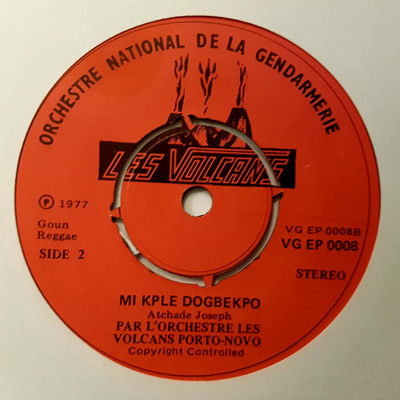 ORCHESTRE NATIONAL DE LA GENDARMERIE
LES VOLCANS
Ⓟ 1977
Goun
Reggae
SIDE 2
VG EP 0008B
VG EP 0008
STEREO
MI KPLE DOGBEKPO
Atchade Joseph
PAR L'ORCHESTRE LES
VOLCANS PORTO-NOVO
Copyright Controlled